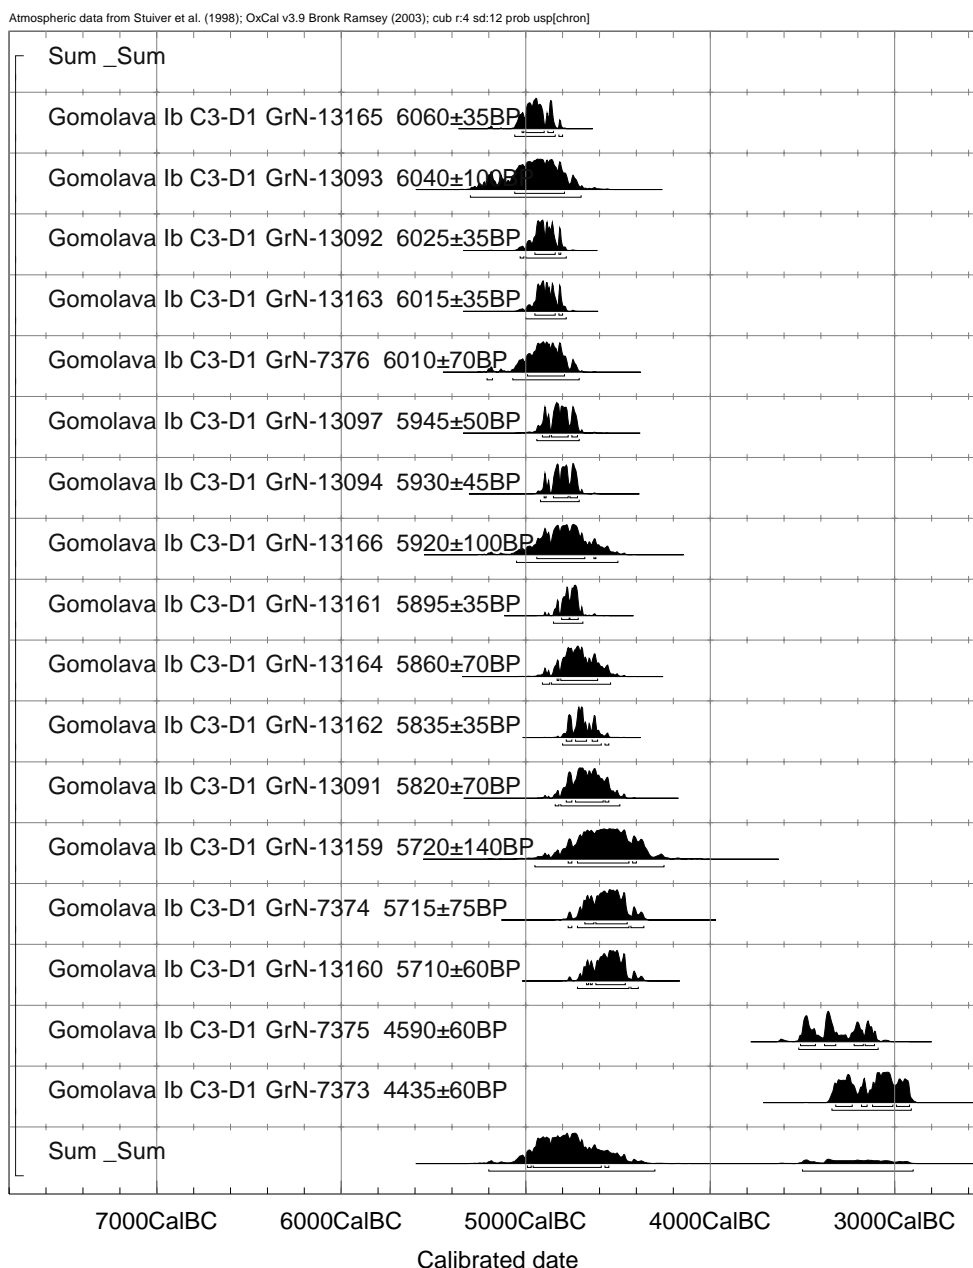 Atmospheric data from Stuiver et al. (1998); OxCal v3.9 Bronk Ramsey (2003); cub r:4 sd:12 prob usp[chron]
Sum _Sum
Gomolava Ib C3-D1 GrN-13165 6060±35BP
Gomolava Ib C3-D1 GrN-13093 6040±100BP
Gomolava Ib C3-D1 GrN-13092 6025±35BP
Gomolava Ib C3-D1 GrN-13163 6015±35BP
Gomolava Ib C3-D1 GrN-7376 6010±70BP
Gomolava Ib C3-D1 GrN-13097 5945±50BP
Gomolava Ib C3-D1 GrN-13094 5930±45BP
Gomolava Ib C3-D1 GrN-13166 5920±100BP
Gomolava Ib C3-D1 GrN-13161 5895±35BP
Gomolava Ib C3-D1 GrN-13164 5860±70BP
Gomolava Ib C3-D1 GrN-13162 5835±35BP
Gomolava Ib C3-D1 GrN-13091 5820±70BP
Gomolava Ib C3-D1 GrN-13159 5720±140BP
Gomolava Ib C3-D1 GrN-7374 5715±75BP
Gomolava Ib C3-D1 GrN-13160 5710±60BP
Gomolava Ib C3-D1 GrN-7375 4590±60BP
Gomolava Ib C3-D1 GrN-7373 4435±60BP
Sum _Sum
7000CalBC 6000CalBC 5000CalBC 4000CalBC 3000CalBC
Calibrated date